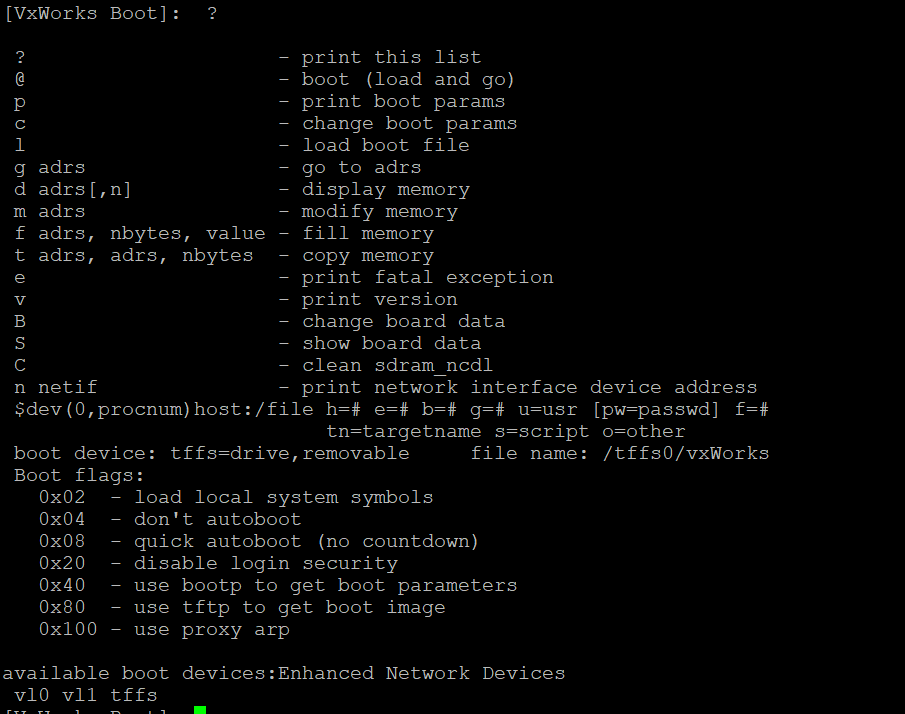 [VxWorks Boot]:  ?
?                     - print this list
@                     - boot (load and go)
p                     - print boot params
c                     - change boot params
l                     - load boot file
g adrs                - go to adrs
d adrs[,n]            - display memory
m adrs                - modify memory
f adrs, nbytes, value - fill memory
t adrs, adrs, nbytes  - copy memory
e                     - print fatal exception
v                     - print version
B                     - change board data
S                     - show board data
C                     - clean sdram_ncdl
n netif               - print network interface device address
$dev(0,procnum)host:/file h=# e=# b=# g=# u=usr [pw=passwd] f=#
                          tn=targetname s=script o=other
boot device: tffs=drive,removable     file name: /tffs0/vxWorks
Boot flags:
  0x02  - load local system symbols
  0x04  - don't autoboot
  0x08  - quick autoboot (no countdown)
  0x20  - disable login security
  0x40  - use bootp to get boot parameters
  0x80  - use tftp to get boot image
  0x100 - use proxy arp
available boot devices:Enhanced Network Devices
 vl0 vl1 tffs
[VxWorks Boot]: